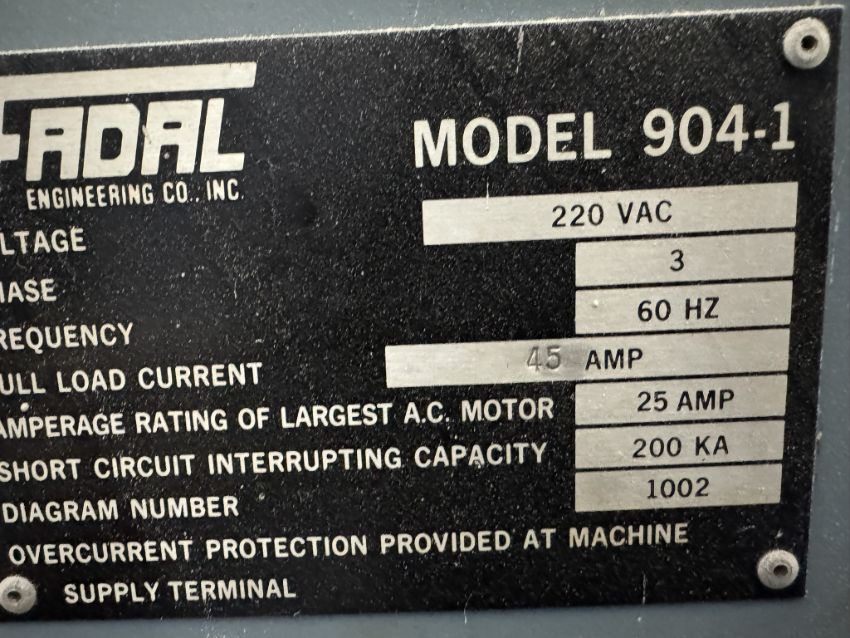 FADAL
ENGINEERING CO., INC.
MODEL 904-1
LTAGE 220 VAC
HASE 3
REQUENCY 60 HZ
ULL LOAD CURRENT 45 AMP
AMPERAGE RATING OF LARGEST A.C. MOTOR 25 AMP
SHORT CIRCUIT INTERRUPTING CAPACITY 200 KA
DIAGRAM NUMBER 1002
OVERCURRENT PROTECTION PROVIDED AT MACHINE
SUPPLY TERMINAL